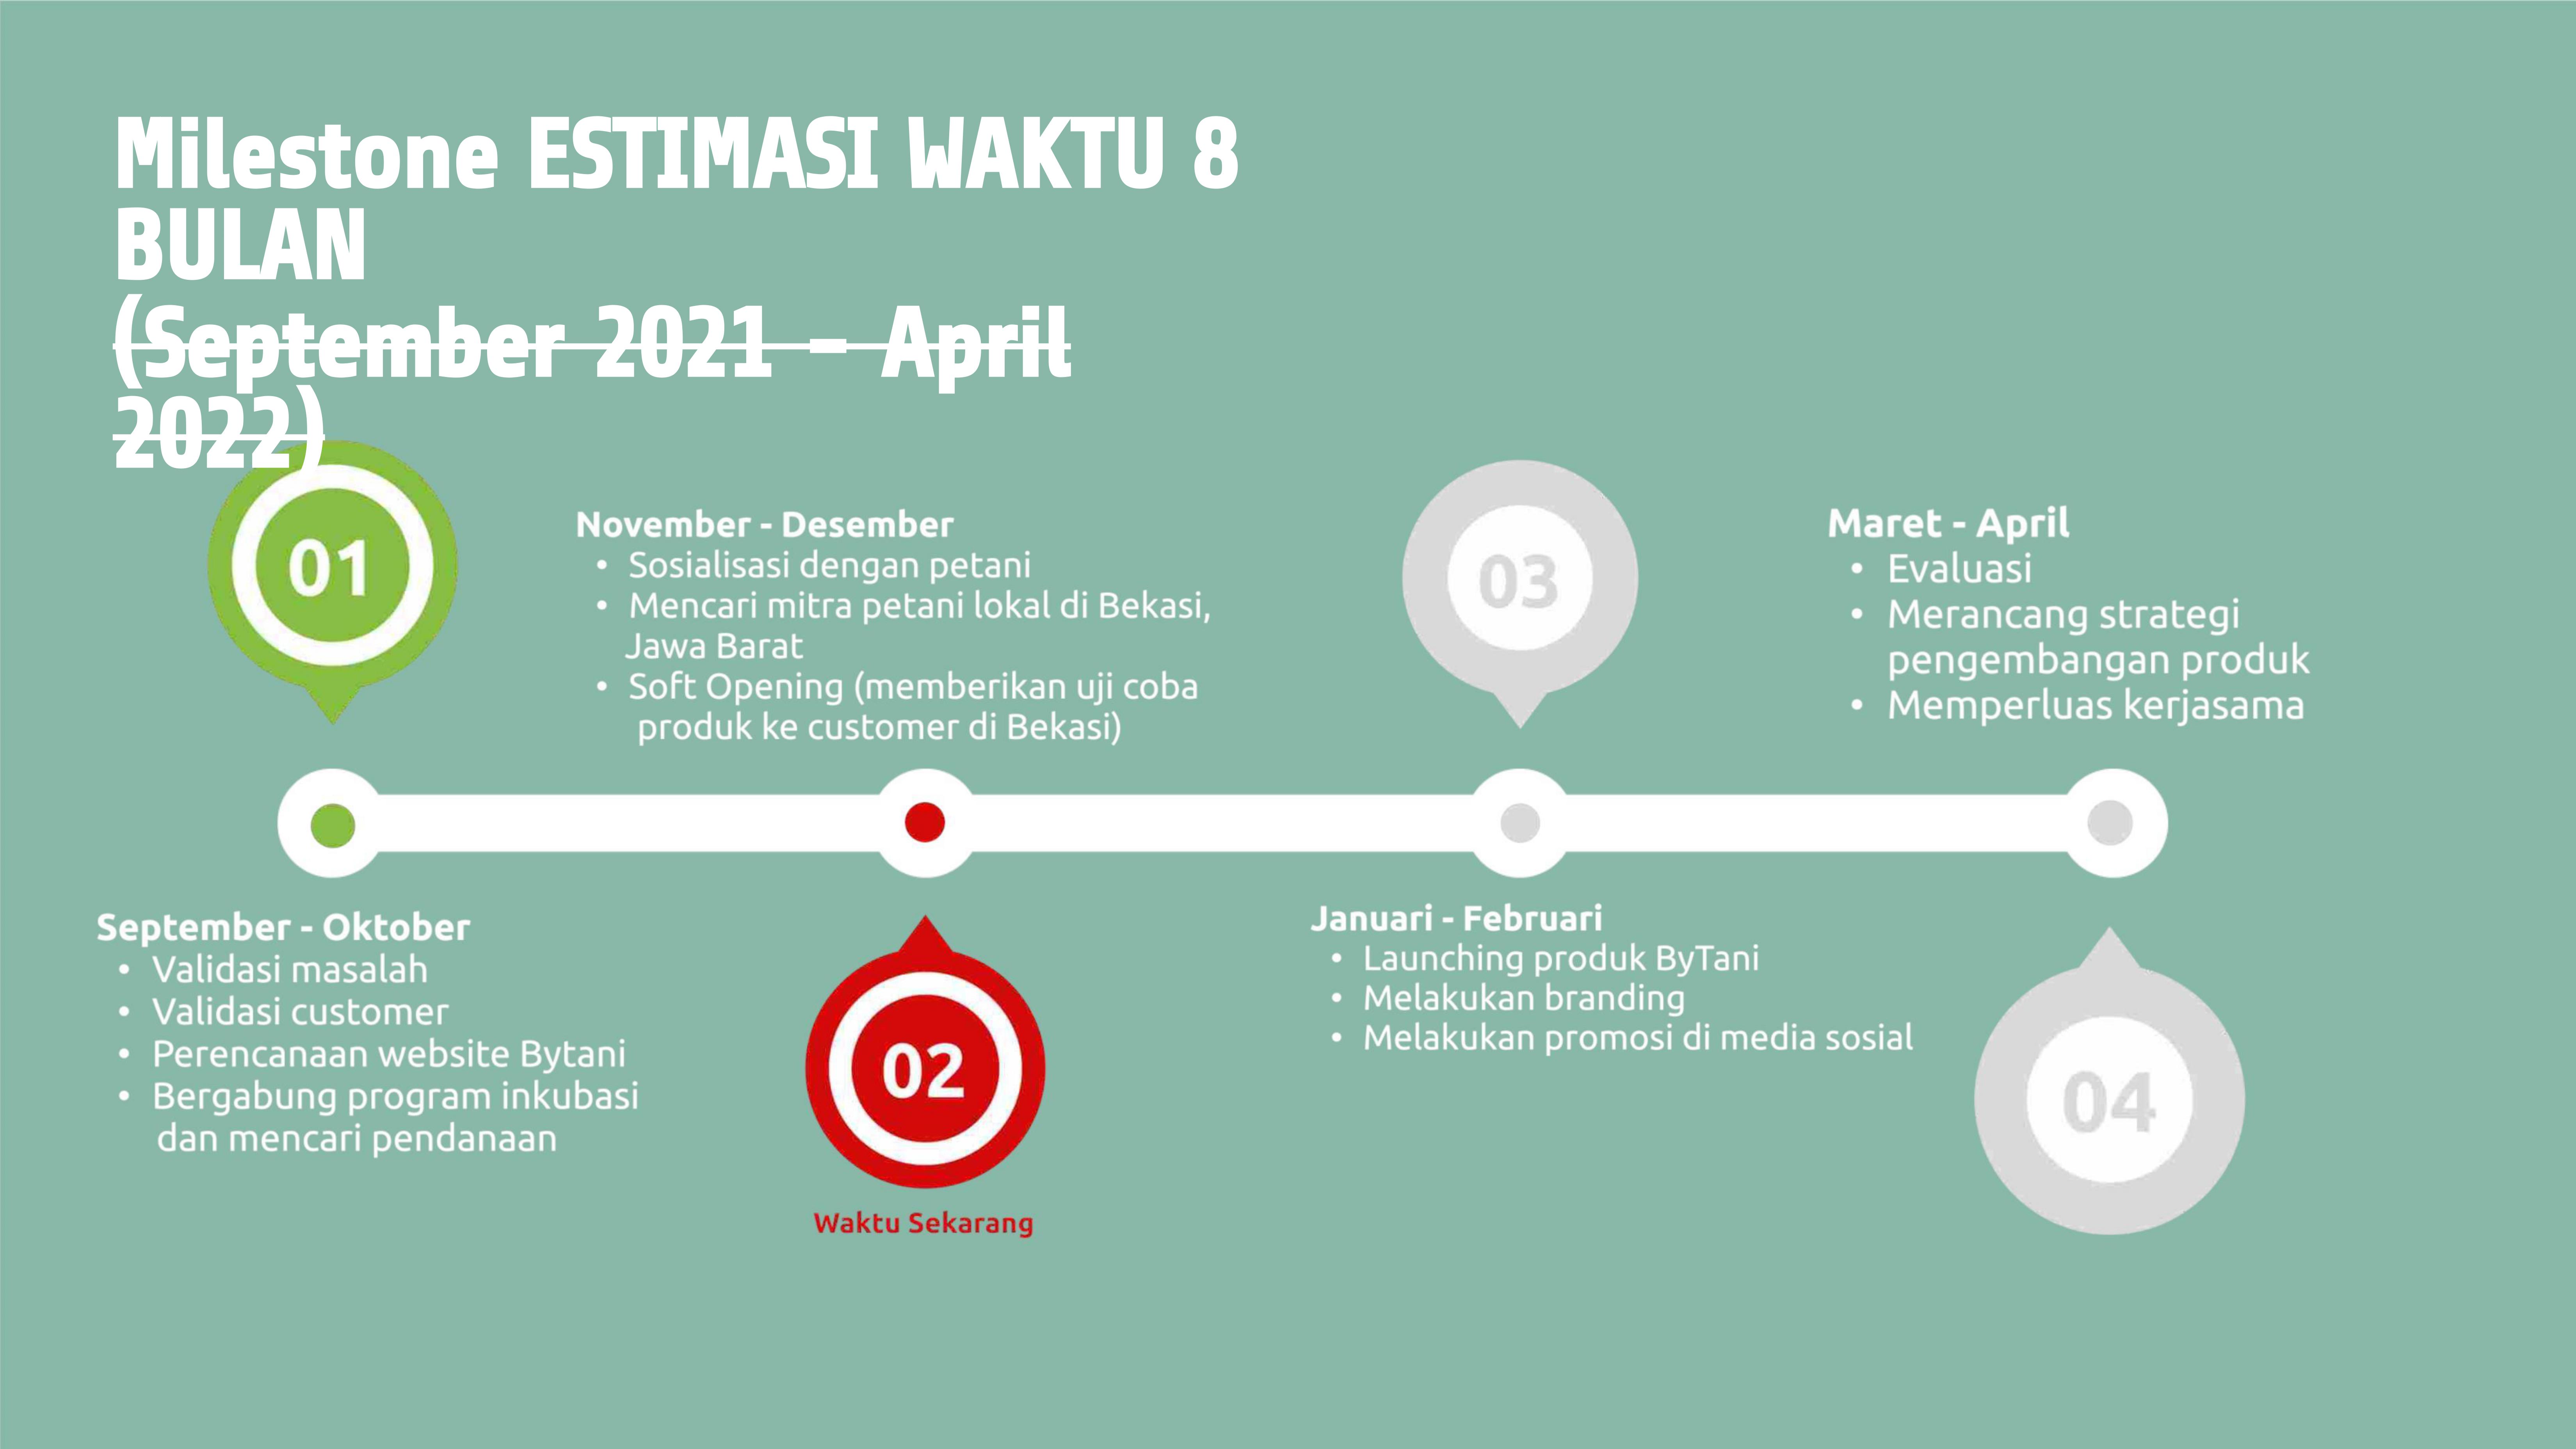 Milestone ESTIMASI WAKTU 8
BULAN
(September 2021 – April
2022)
01
November - Desember
• Sosialisasi dengan petani
• Mencari mitra petani lokal di Bekasi,
Jawa Barat
• Soft Opening (memberikan uji coba
produk ke customer di Bekasi)
03
Maret - April
• Evaluasi
• Merancang strategi
pengembangan produk
• Memperluas kerjasama
September - Oktober
• Validasi masalah
• Validasi customer
• Perencanaan website Bytani
• Bergabung program inkubasi
dan mencari pendanaan
02
Waktu Sekarang
Januari - Februari
• Launching produk ByTani
• Melakukan branding
• Melakukan promosi di media sosial
04